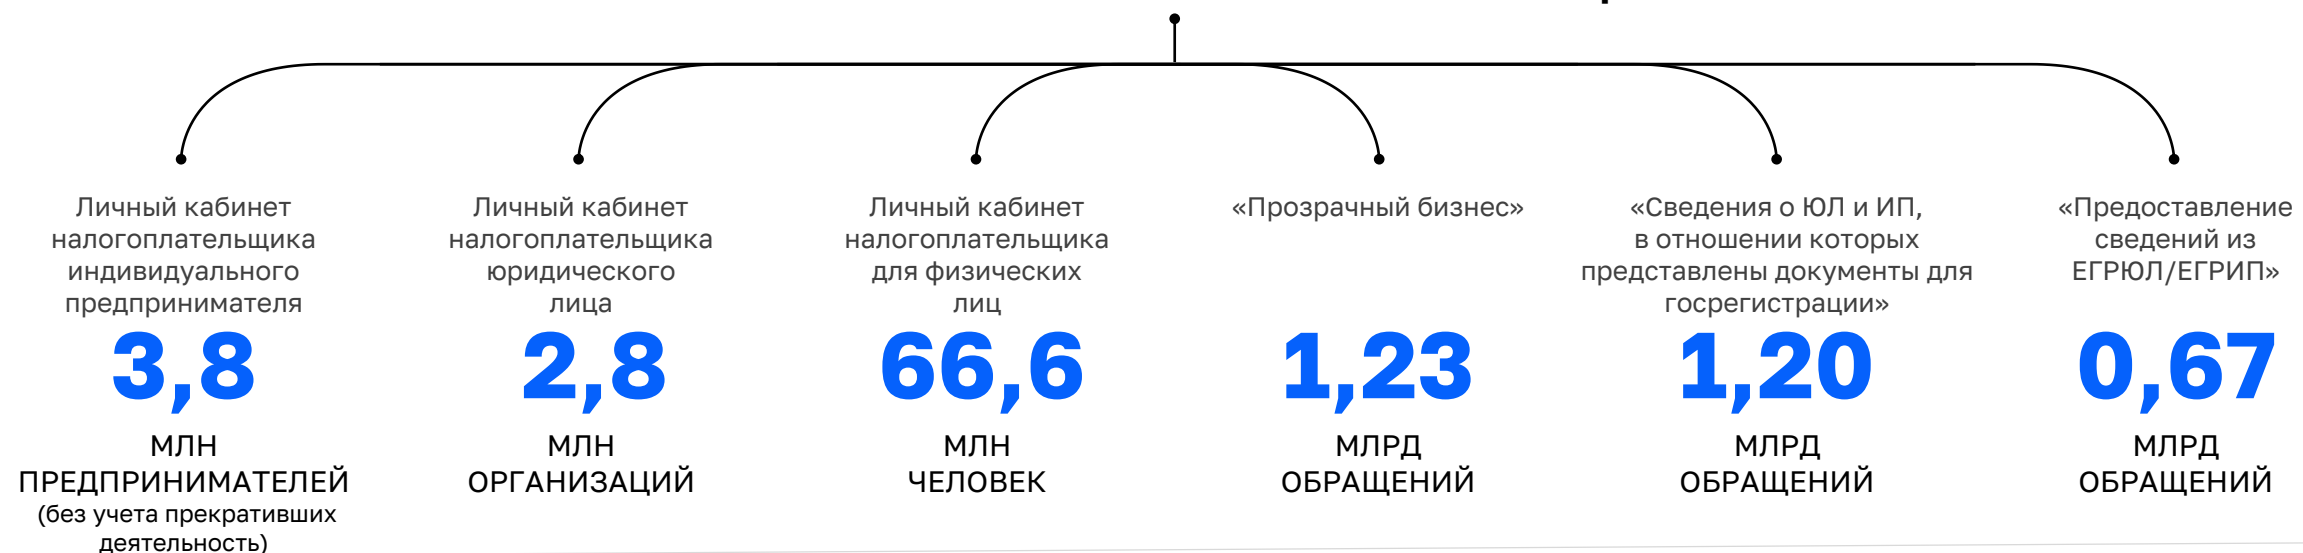 Личный кабинет
налогоплательщика
индивидуального
предпринимателя
3,8
МЛН
ПРЕДПРИНИМАТЕЛЕЙ
(без учета прекративших
деятельность)
Личный кабинет
налогоплательщика
юридического
лица
2,8
МЛН
ОРГАНИЗАЦИЙ
Личный кабинет
налогоплательщика
для физических
лиц
66,6
МЛН
ЧЕЛОВЕК
«Прозрачный бизнес»
1,23
МЛРД
ОБРАЩЕНИЙ
«Сведения о ЮЛ и ИП,
в отношении которых
представлены документы для
госрегистрации»
1,20
МЛРД
ОБРАЩЕНИЙ
«Предоставление
сведений из
ЕГРЮЛ/ЕГРИП»
0,67
МЛРД
ОБРАЩЕНИЙ